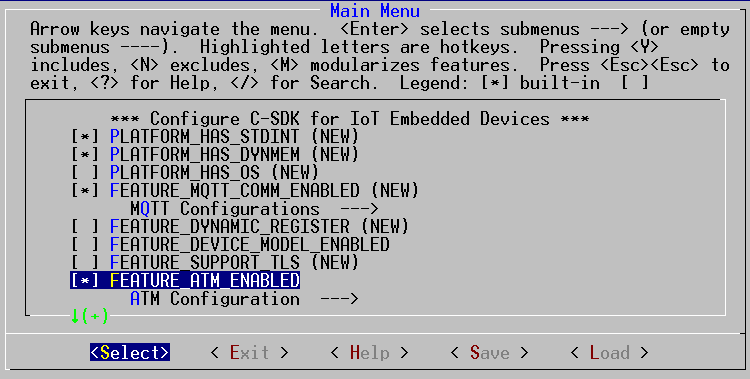 Main Menu
Arrow keys navigate the menu.  <Enter> selects submenus ---> (or empty
submenus ----).  Highlighted letters are hotkeys.  Pressing <Y>
includes, <N> excludes, <M> modularizes features.  Press <Esc><Esc> to
exit, <?> for Help, </> for Search.  Legend: [*] built-in  [ ]
*** Configure C-SDK for IoT Embedded Devices ***
[*] PLATFORM_HAS_STDINT (NEW)
[*] PLATFORM_HAS_DYNMEM (NEW)
[ ] PLATFORM_HAS_OS (NEW)
[*] FEATURE_MQTT_COMM_ENABLED (NEW)
MQTT Configurations  --->
[ ] FEATURE_DYNAMIC_REGISTER (NEW)
[ ] FEATURE_DEVICE_MODEL_ENABLED
[ ] FEATURE_SUPPORT_TLS (NEW)
[*] FEATURE_ATM_ENABLED
ATM Configuration  --->
↓(+)
<Select>    < Exit >    < Help >    < Save >    < Load >